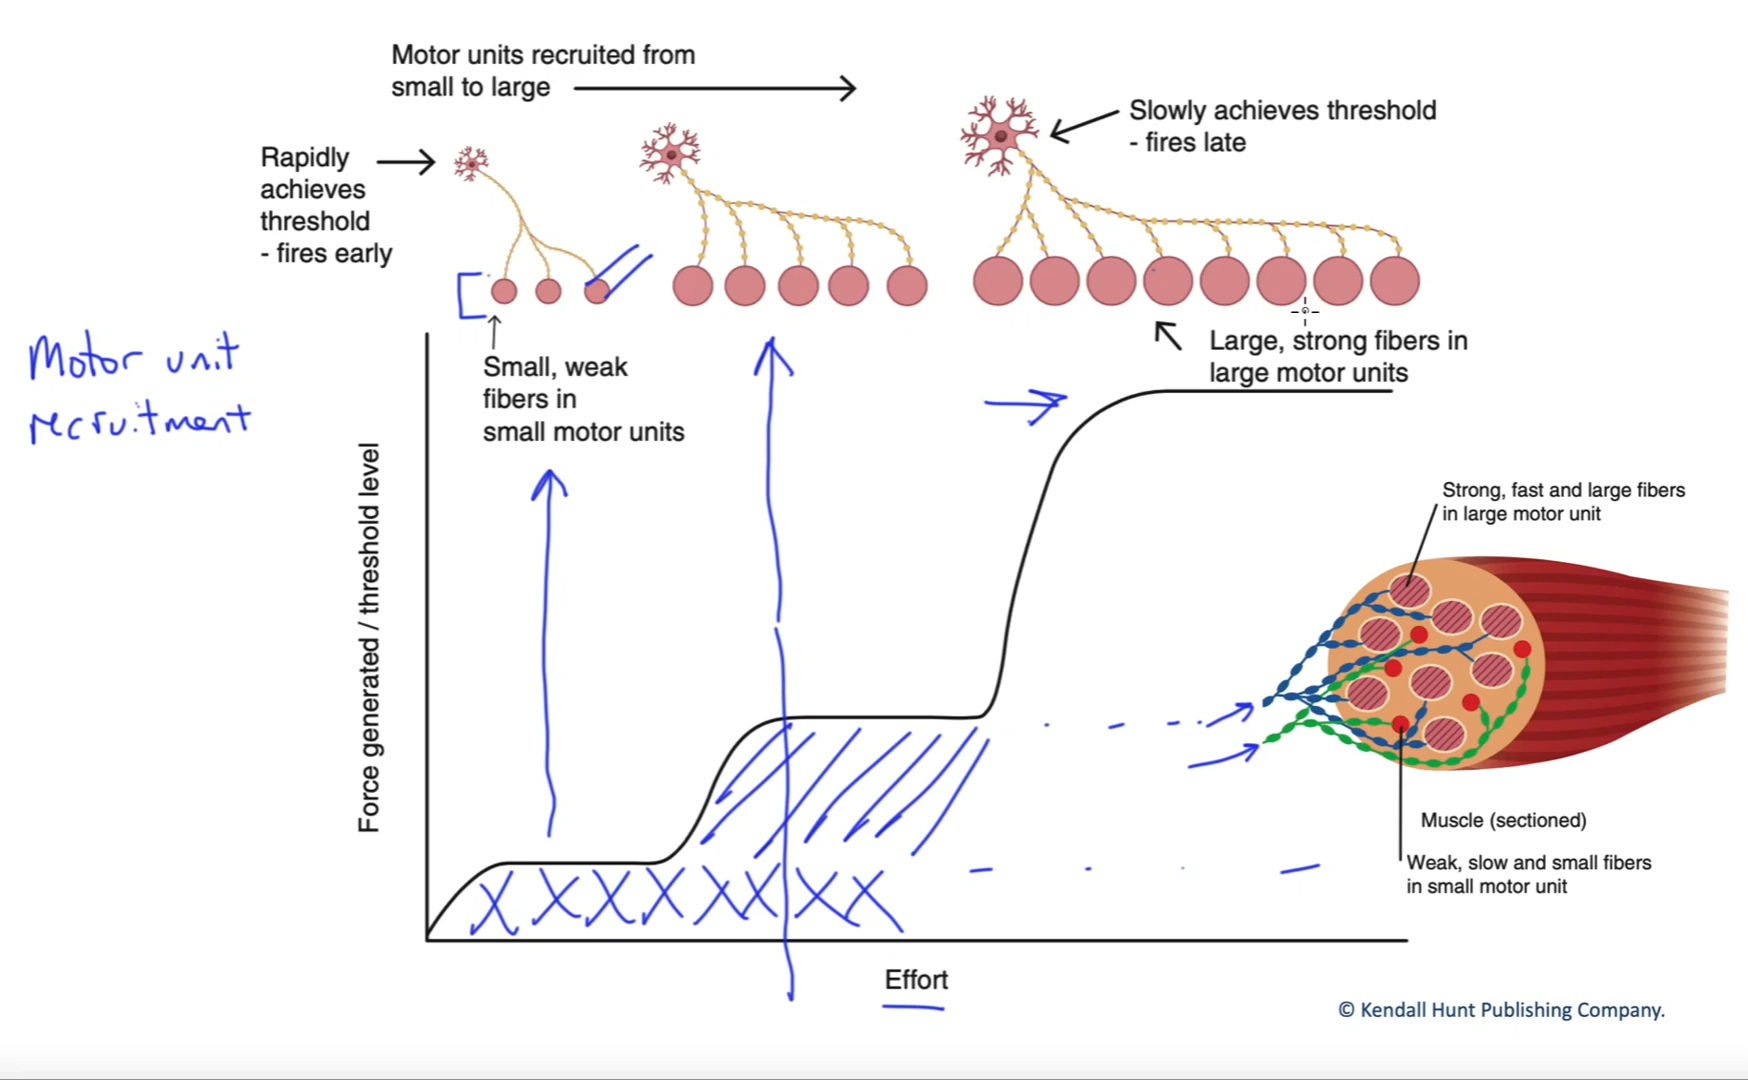 Motor units recruited from
small to large
Slowly achieves threshold
- fires late
Rapidly
achieves
threshold
- fires early
Motor unit
recruitment
Small, weak
fibers in
small motor units
Large, strong fibers in
large motor units
Force generated / threshold level
Strong, fast and large fibers
in large motor unit
X X X X X X X X
Muscle (sectioned)
Weak, slow and small fibers
in small motor unit
Effort
© Kendall Hunt Publishing Company.